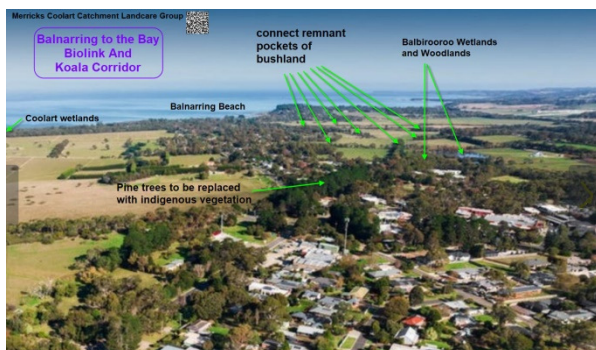 Merricks Coolart Catchment Landcare Group
Balnarring to the Bay
Biolink And
Koala Corridor
connect remnant
pockets of
bushland
Balbirooroo Wetlands
and Woodlands
Balnarring Beach
Coolart wetlands
Pine trees to be replaced
with indigenous vegetation